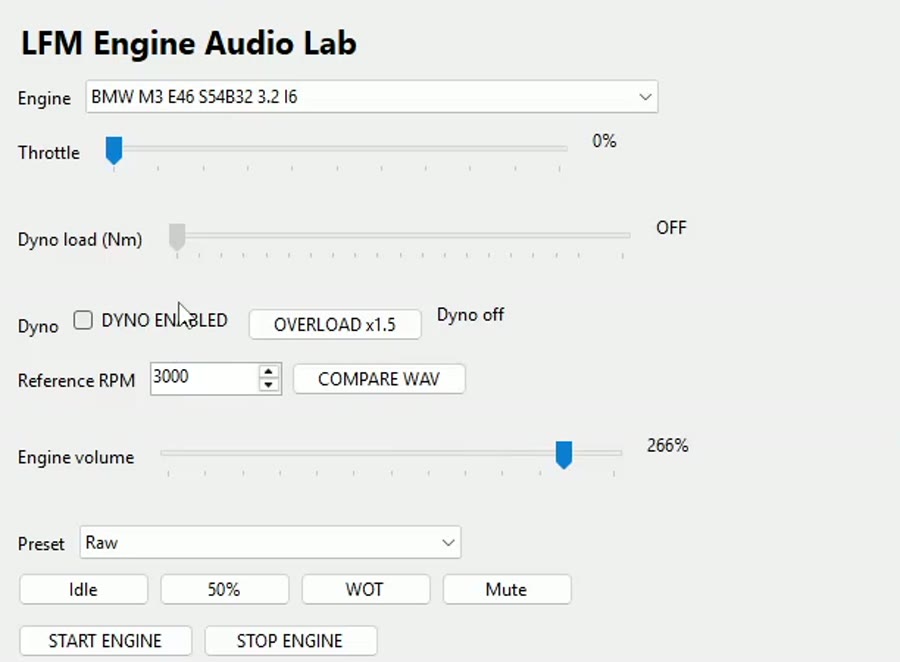 LFM Engine Audio Lab
Engine BMW M3 E46 S54B32 3.2 I6
Throttle 0%
Dyno load (Nm) OFF
Dyno DYNO ENABLED OVERLOAD x1.5 Dyno off
Reference RPM 3000 COMPARE WAV
Engine volume 266%
Preset Raw
Idle 50% WOT Mute
START ENGINE STOP ENGINE